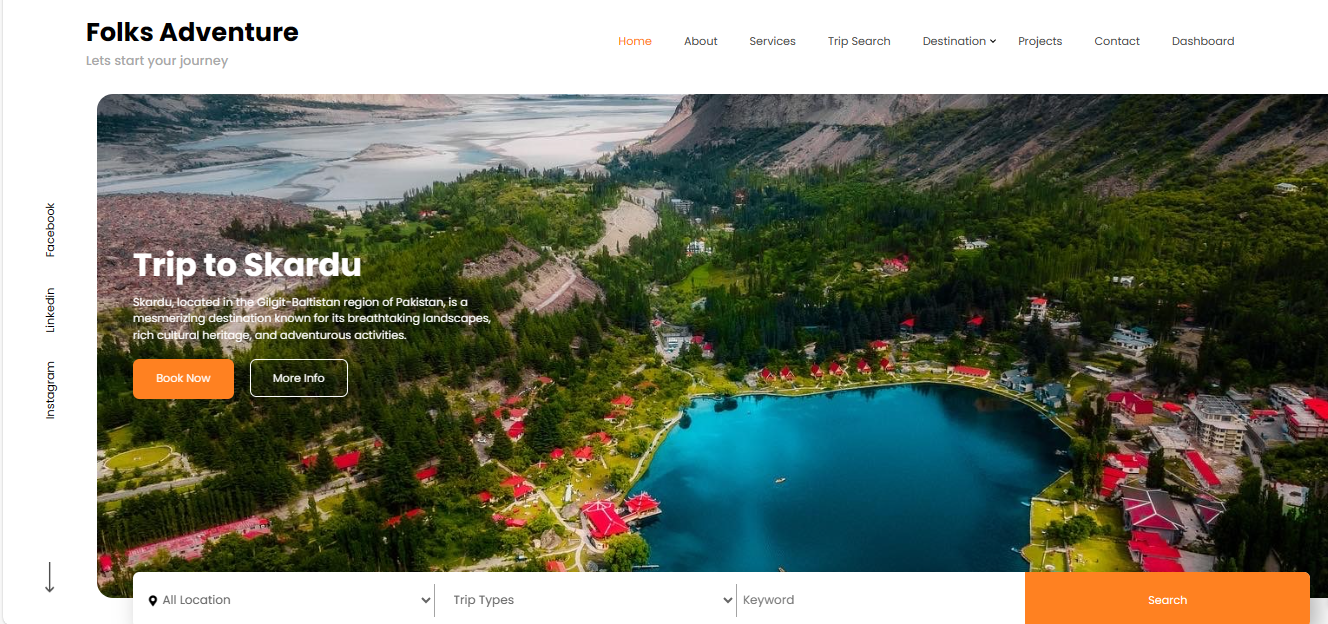 Folks Adventure
Lets start your journey
Home
About
Services
Trip Search
Destination
Projects
Contact
Dashboard
Facebook
Linkedin
Instagram
Trip to Skardu
Skardu, located in the Gilgit-Baltistan region of Pakistan, is a
mesmerizing destination known for its breathtaking landscapes,
rich cultural heritage, and adventurous activities.
Book Now
More Info
All Location
Trip Types
Keyword
Search